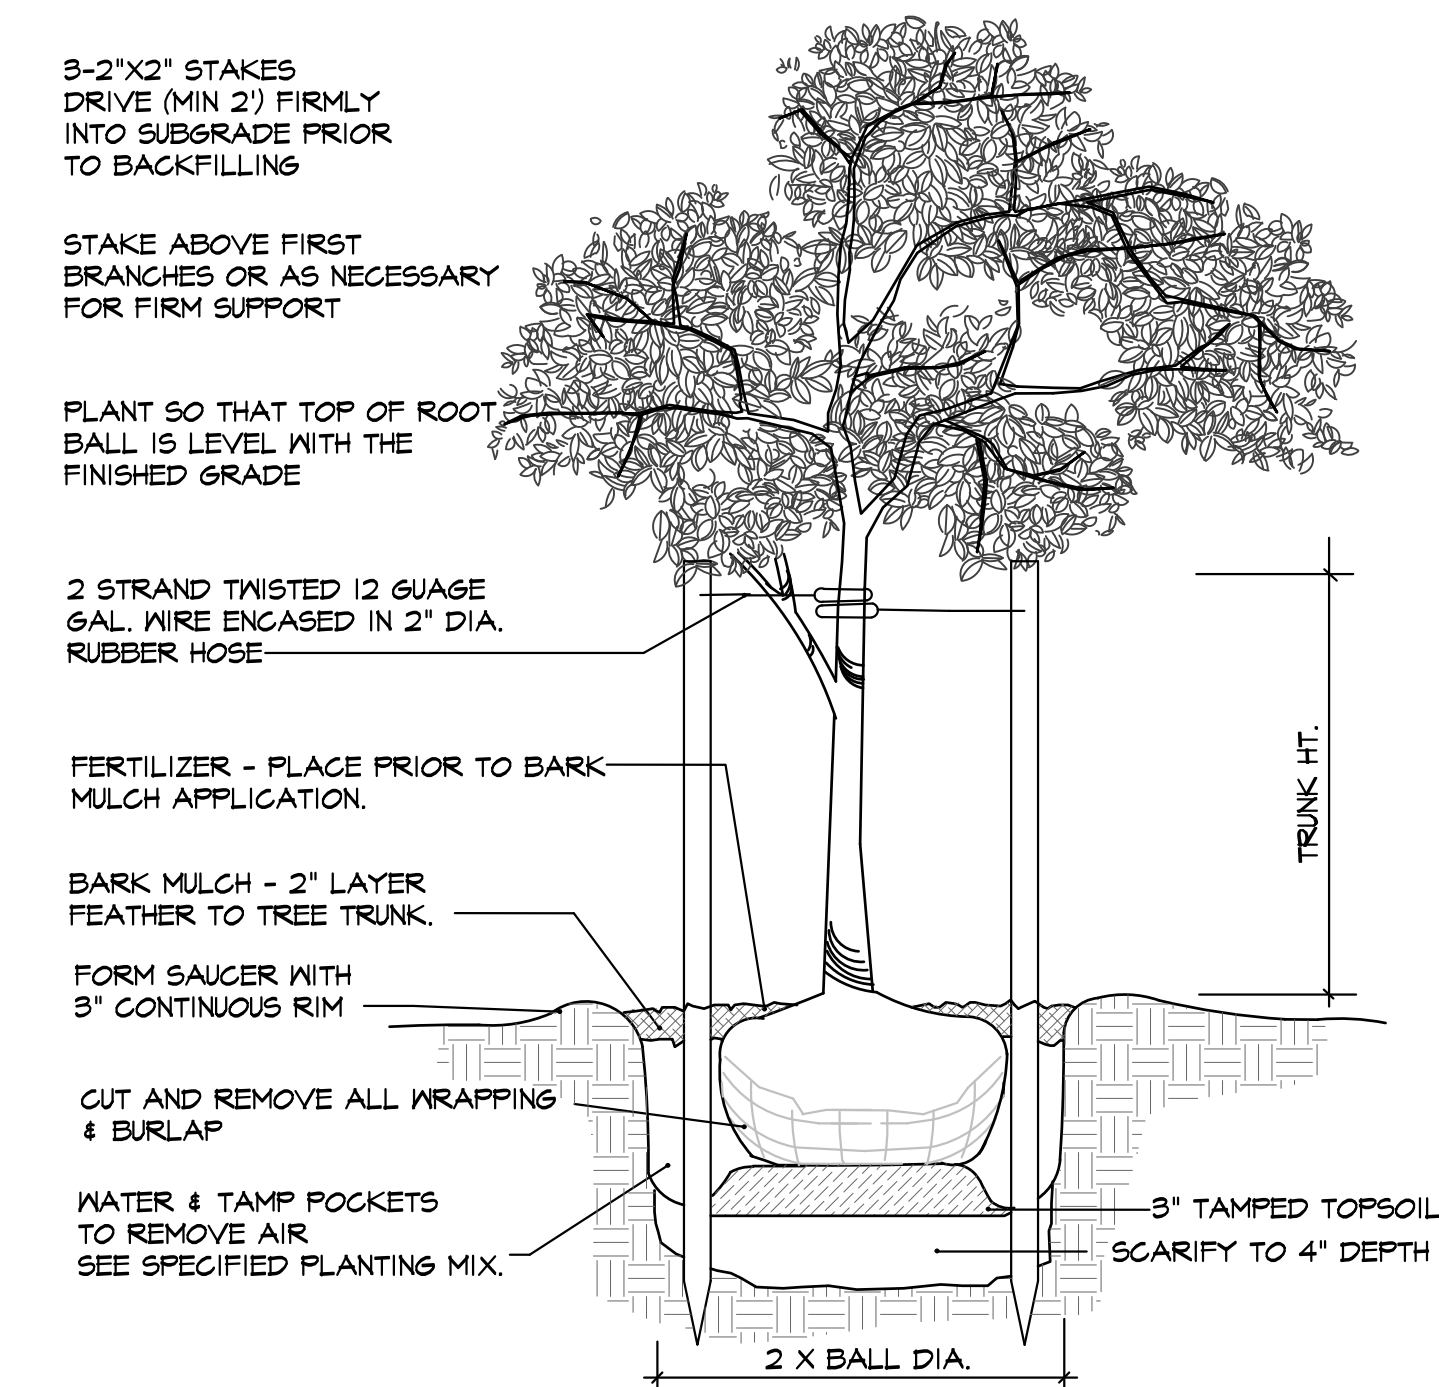 3-2"X2" STAKES
DRIVE (MIN 2') FIRMLY
INTO SUBGRADE PRIOR
TO BACKFILLING
STAKE ABOVE FIRST
BRANCHES OR AS NECESSARY
FOR FIRM SUPPORT
PLANT SO THAT TOP OF ROOT
BALL IS LEVEL WITH THE
FINISHED GRADE
2 STRAND TWISTED 12 GUAGE
GAL. WIRE ENCASED IN 2" DIA.
RUBBER HOSE
FERTILIZER - PLACE PRIOR TO BARK
MULCH APPLICATION.
BARK MULCH - 2" LAYER
FEATHER TO TREE TRUNK.
FORM SAUCER WITH
3" CONTINUOUS RIM
CUT AND REMOVE ALL WRAPPING
& BURLAP
WATER & TAMP POCKETS
TO REMOVE AIR
SEE SPECIFIED PLANTING MIX.
TRUNK HT.
3" TAMPED TOPSOIL
SCARIFY TO 4" DEPTH
2 X BALL DIA.